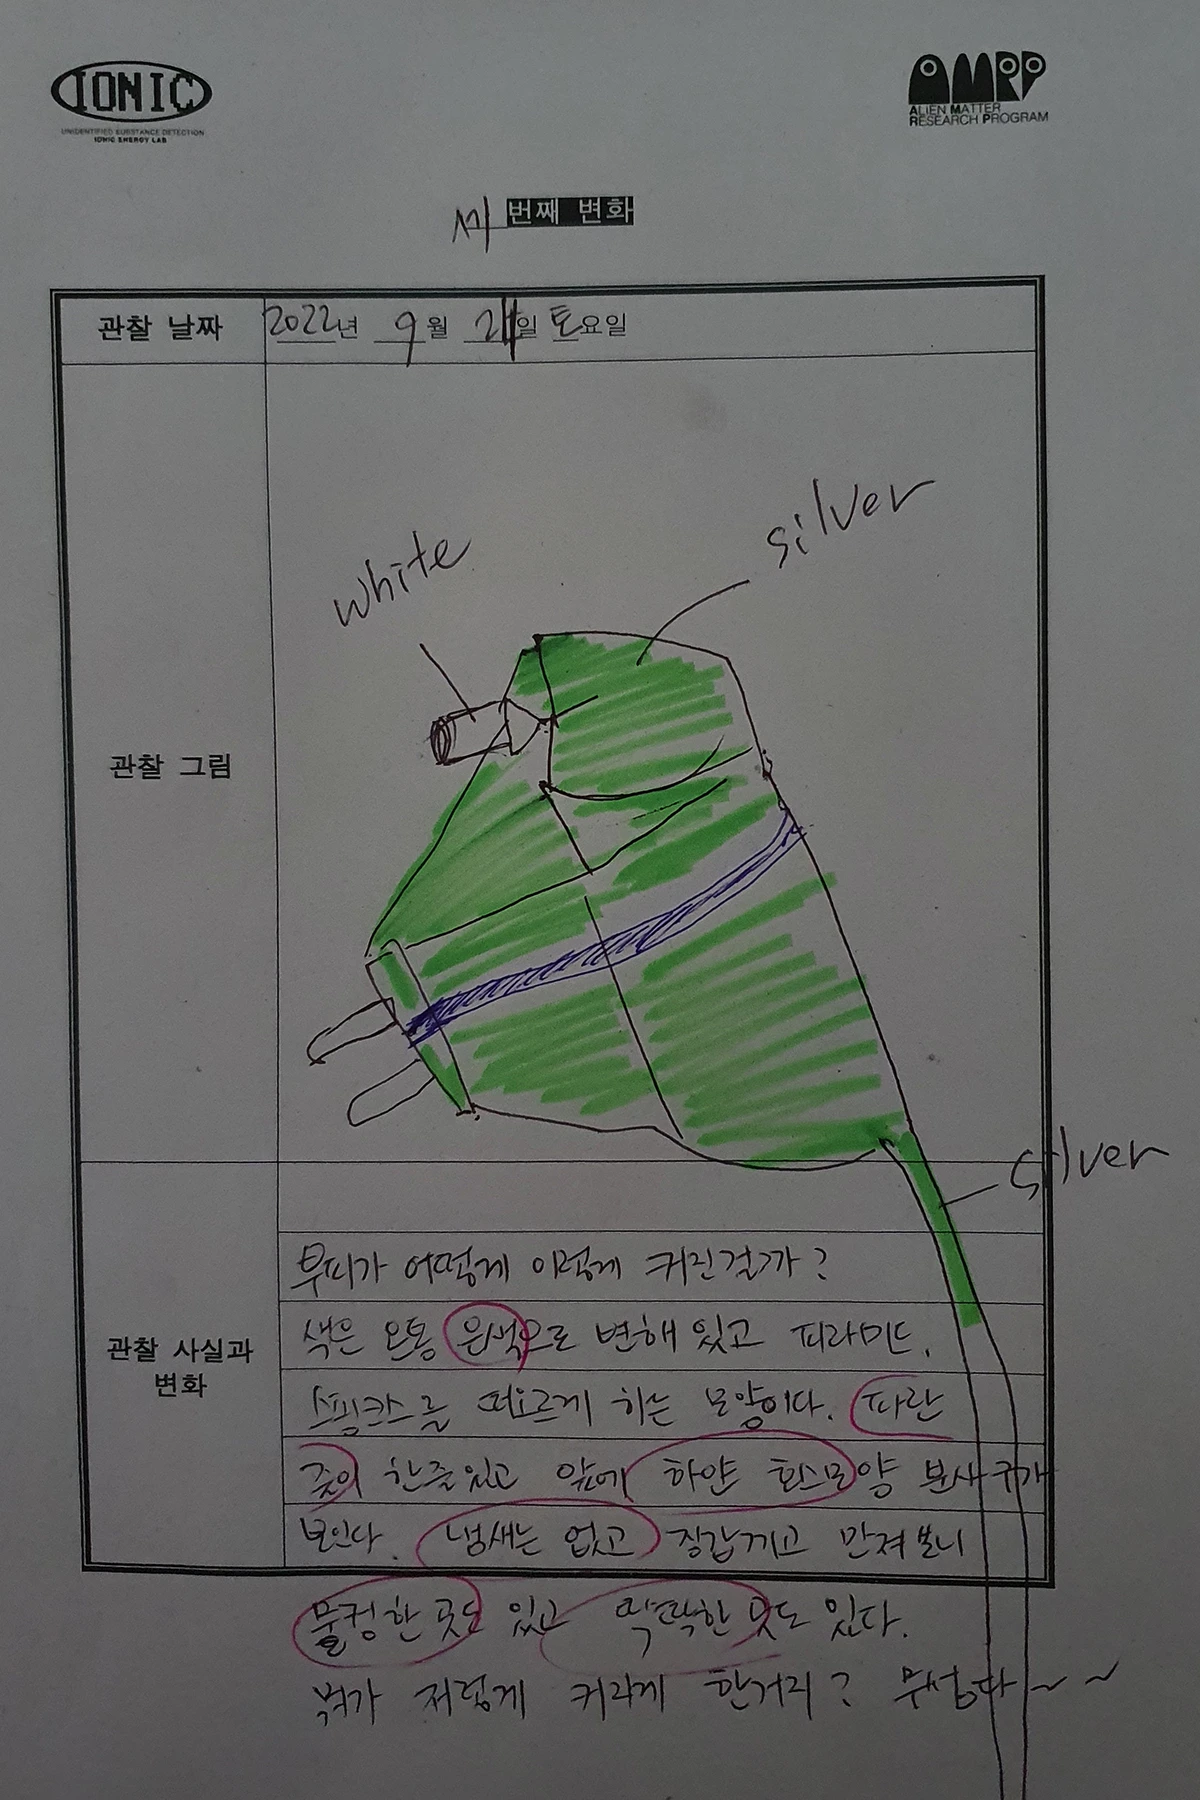 IONIC
UNIDENTIFIED SUBSTANCE DETECTION
IONIC ENERGY LAB
AMRP
ALIEN MATTER
RESEARCH PROGRAM
세 번째 변화
관찰 날짜
2022년 9월 24일 토요일
관찰 그림
white
silver
silver
관찰 사실과
변화
부피가 어떻게 이렇게 커진걸까?
색은 온통 은색으로 변해 있고 피라미드,
스핑크스를 떠오르게 하는 모양이다. 파란
줄이 한줄있고 앞에 하얀 호스모양 분사구가
보인다. 냄새는 없고 장갑끼고 만져보니
물컹한 곳도 있고 딱딱한 곳도 있다.
뭐가 저렇게 커지게 한거지? 무섭다~~